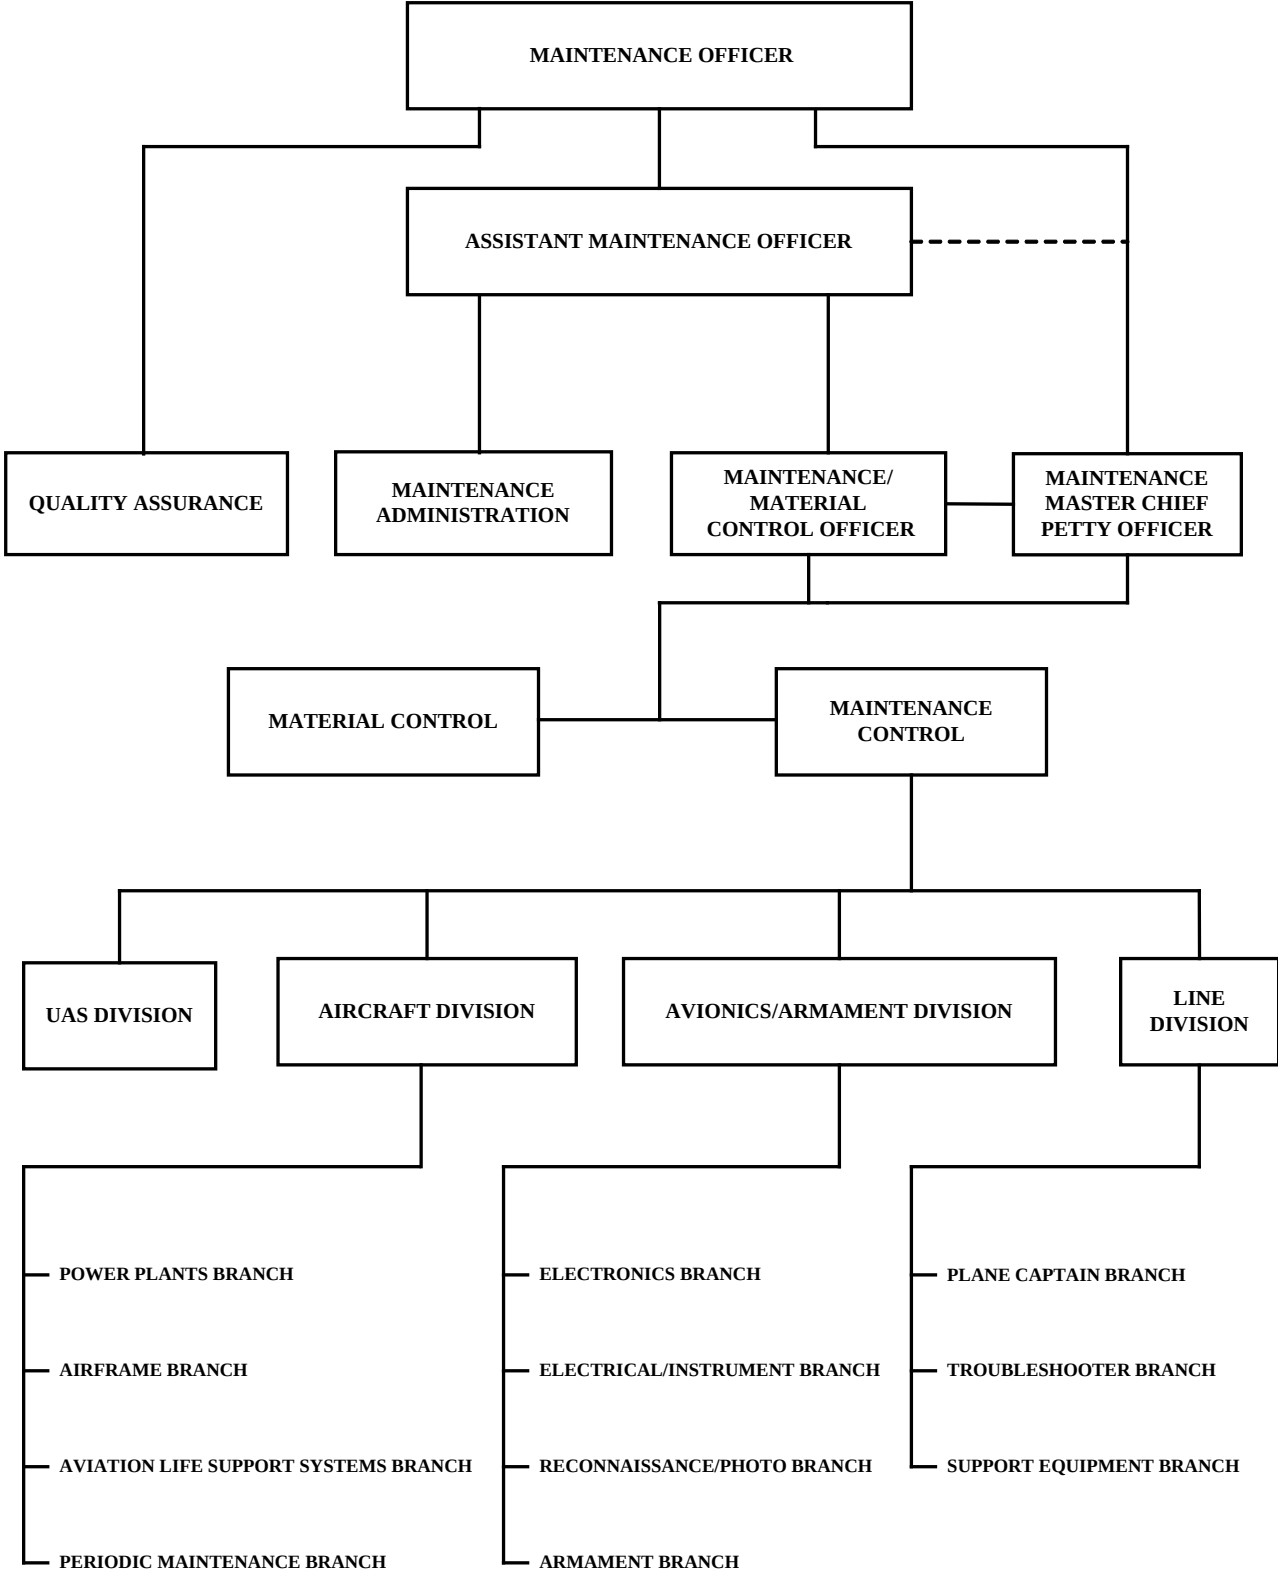 MAINTENANCE OFFICER
ASSISTANT MAINTENANCE OFFICER
QUALITY ASSURANCE
MAINTENANCE
ADMINISTRATION
MAINTENANCE/
MATERIAL
CONTROL OFFICER
MAINTENANCE
MASTER CHIEF
PETTY OFFICER
MATERIAL CONTROL
MAINTENANCE
CONTROL
UAS DIVISION
AIRCRAFT DIVISION
AVIONICS/ARMAMENT DIVISION
LINE
DIVISION
POWER PLANTS BRANCH
AIRFRAME BRANCH
AVIATION LIFE SUPPORT SYSTEMS BRANCH
PERIODIC MAINTENANCE BRANCH
ELECTRONICS BRANCH
ELECTRICAL/INSTRUMENT BRANCH
RECONNAISSANCE/PHOTO BRANCH
ARMAMENT BRANCH
PLANE CAPTAIN BRANCH
TROUBLESHOOTER BRANCH
SUPPORT EQUIPMENT BRANCH